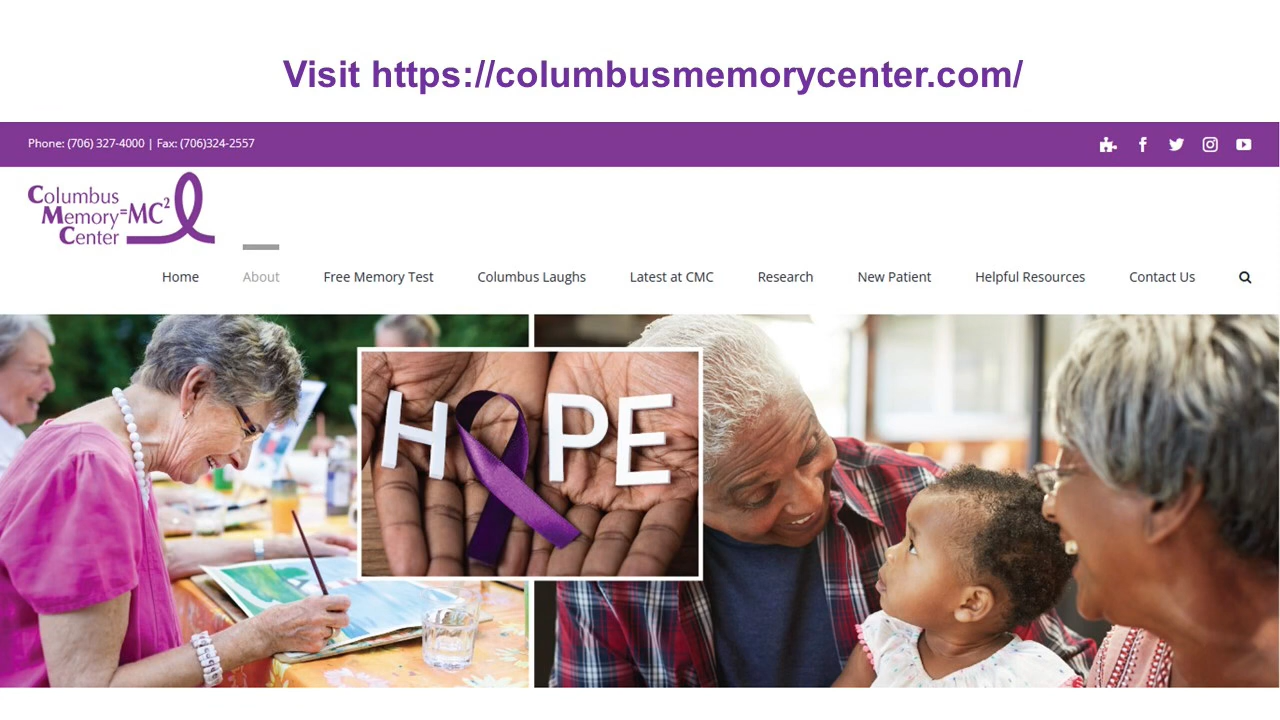 Visit https://columbusmemorycenter.com/
Phone: (706) 327-4000 | Fax: (706)324-2557
Columbus
Memory=MC²
Center
Home About Free Memory Test Columbus Laughs Latest at CMC Research New Patient Helpful Resources Contact Us
HOPE